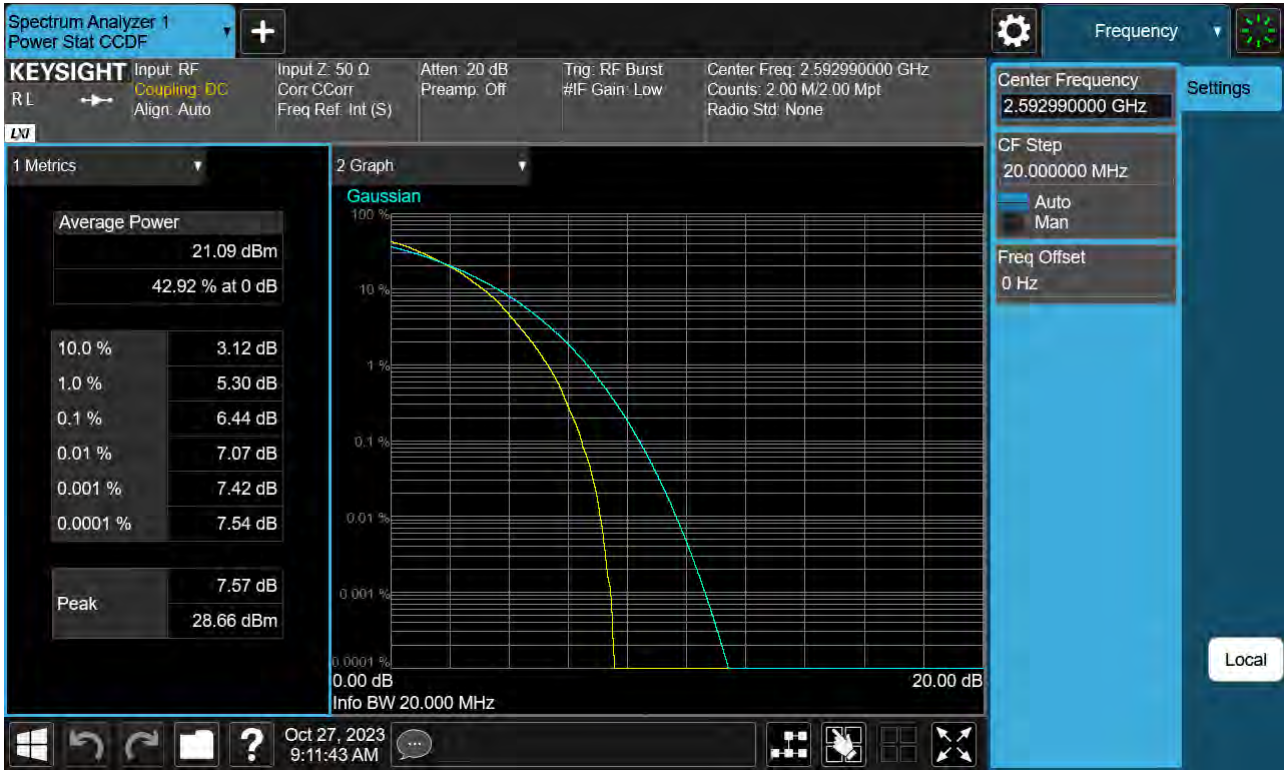 Spectrum Analyzer 1
Power Stat CCDF
+
Frequency
KEYSIGHT
RL
LXI
Input: RF
Coupling: DC
Align: Auto
Input Z: 50 Ω
Corr CCorr
Freq Ref: Int (S)
Atten: 20 dB
Preamp: Off
Trig: RF Burst
#IF Gain: Low
Center Freq: 2.592990000 GHz
Counts: 2.00 M/2.00 Mpt
Radio Std: None
Center Frequency
2.592990000 GHz
Settings
CF Step
20.000000 MHz
Auto
Man
Freq Offset
0 Hz
Local
1 Metrics
Average Power
21.09 dBm
42.92 % at 0 dB
10.0 % 3.12 dB
1.0 % 5.30 dB
0.1 % 6.44 dB
0.01 % 7.07 dB
0.001 % 7.42 dB
0.0001 % 7.54 dB
Peak
7.57 dB
28.66 dBm
2 Graph
Gaussian
100 %
10 %
1 %
0.1 %
0.01 %
0.001 %
0.0001 %
0.00 dB 20.00 dB
Info BW 20.000 MHz
?
Oct 27, 2023
9:11:43 AM